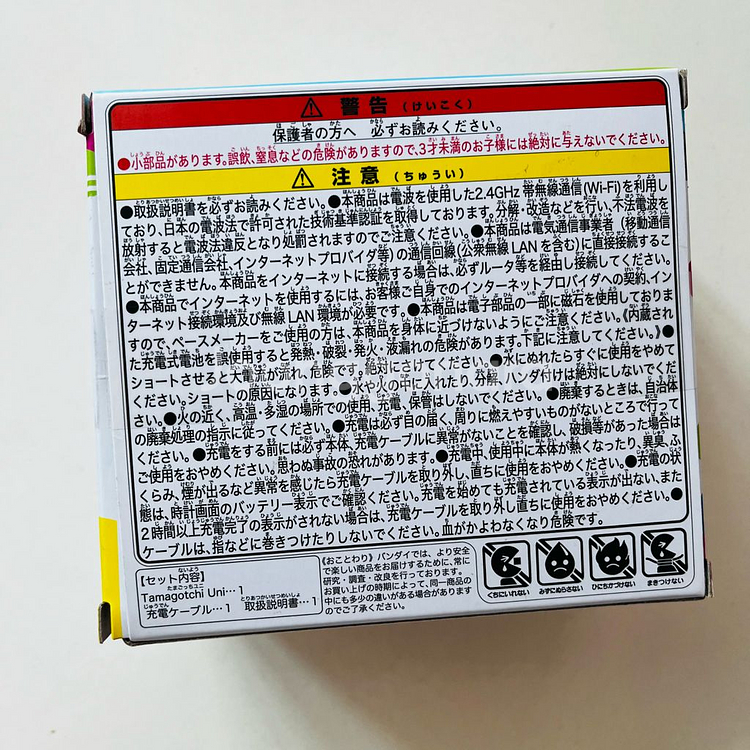 ⚠ 警告 (けいこく)
保護者の方へ 必ずお読みください。
●小部品があります。誤飲、窒息などの危険がありますので、3才未満のお子様には絶対に与えないでください。
⚠ 注意 (ちゅうい)
●取扱説明書を必ずお読みください。●本商品は電波を使用した2.4GHz 帯無線通信(Wi-Fi)を利用し
ており、日本の電波法で許可された技術基準認証を取得しております。分解・改造などを行い、不法電波を
放射すると電波法違反となり処罰されますのでご注意ください。●本商品は電気通信事業者(移動通信
会社、固定通信会社、インターネットプロバイダ等)の通信回線(公衆無線 LAN を含む)に直接接続するこ
とができません。本商品をインターネットに接続する場合は、必ずルータ等を経由し接続してください。
●本商品でインターネットを使用するには、お客様ご自身でのインターネットプロバイダへの契約、イン
ターネット接続環境及び無線 LAN 環境が必要です。●本商品は電子部品の一部に磁石を使用しておりま
すので、ペースメーカーをご使用の方は、本商品を身体に近づけないようにご注意ください。《内蔵され
た充電式電池を誤使用すると発熱・破裂・発火・液漏れの危険があります。下記に注意してください。》●
ショートさせると大電流が流れ、危険です。絶対にさけてください。●水にぬれたらすぐに使用をやめて
ください。ショートの原因になります。●水や火の中に入れたり、分解、ハンダ付けは絶対にしないでくだ
さい。●火の近く、高温・多湿の場所での使用、充電、保管はしないでください。●廃棄するときは、自治体
の廃棄処理の指示に従ってください。●充電は必ず目の届く、周りに燃えやすいものがないところで行って
ください。●充電をする前には必ず本体、充電ケーブルに異常がないことを確認し、破損等があった場合は
ご使用をおやめください。思わぬ事故の恐れがあります。●充電中、使用中に本体が熱くなったり、異臭、ふ
くらみ、煙が出るなど異常を感じたら充電ケーブルを取り外し、直ちに使用をおやめください。●充電の状
態は、時計画面のバッテリー表示でご確認ください。充電を始めても充電されている表示が出ない、また
2時間以上充電完了の表示がされない場合は、充電ケーブルを取り外し直ちに使用をおやめください。●
ケーブルは、指などに巻きつけたりしないでください。血がかよわなくなり危険です。
【セット内容】
Tamagotchi Uni…1
充電ケーブル…1 取扱説明書…1
《おことわり》バンダイでは、より安全
で楽しい商品をお届けするために、常に
研究・調査・改良を行っております。
お買い上げの時期によって、同一商品の
中にも多少の違いがある場合があります
のでご了承ください。
くちにいれない みずにぬらさない ひにちかづけない まきつけない